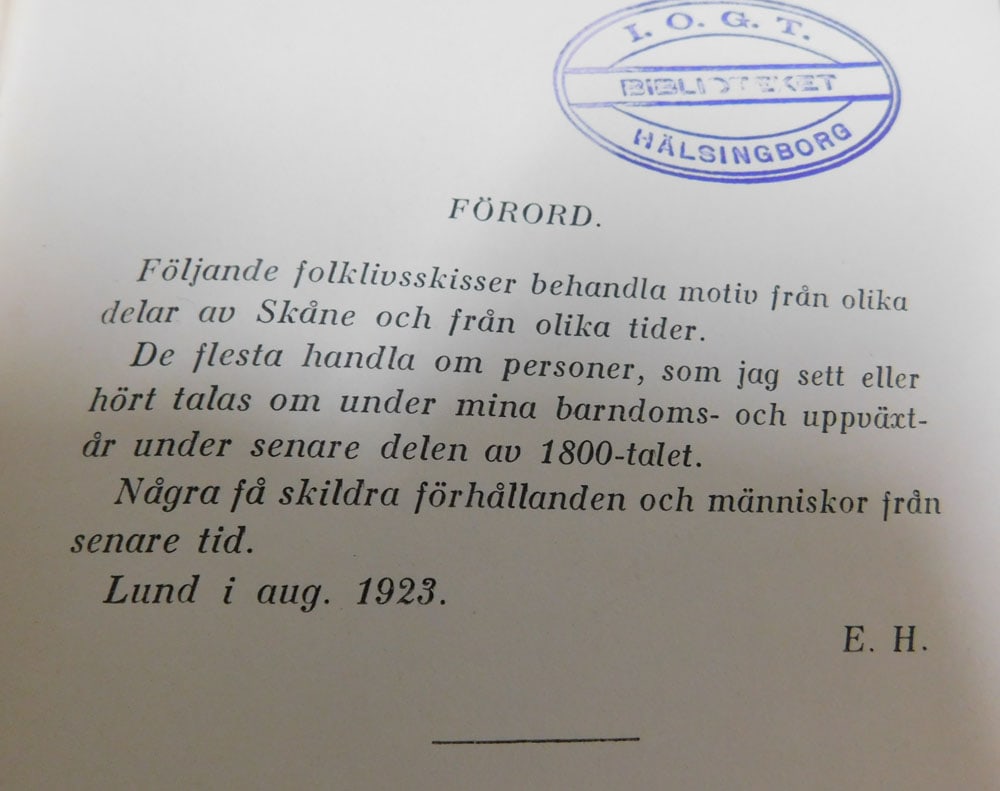 I. O. G. T.
BIBLIOTEKET
HÄLSINGBORG
FÖRORD.
Följande folklivsskisser behandla motiv från olika
delar av Skåne och från olika tider.
De flesta handla om personer, som jag sett eller
hört talas om under mina barndoms- och uppväxt-
år under senare delen av 1800-talet.
Några få skildra förhållanden och människor från
senare tid.
Lund i aug. 1923.
E. H.